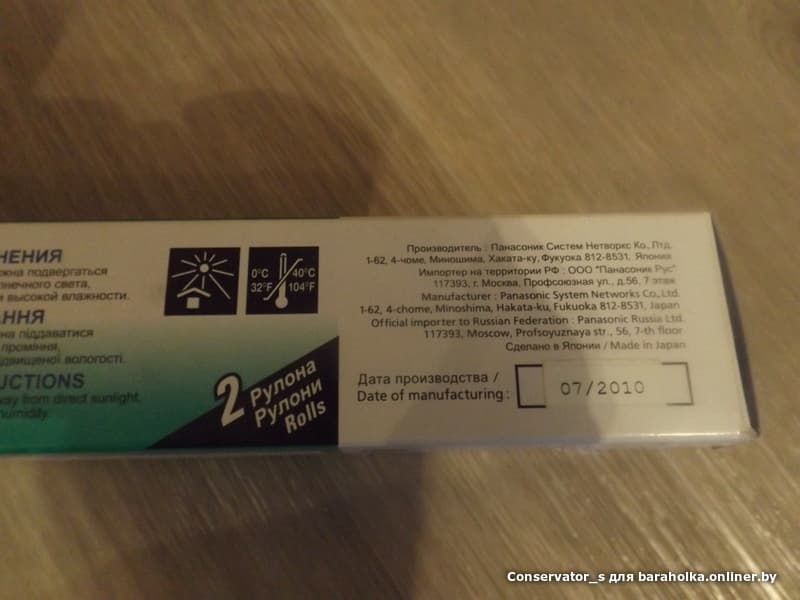 НЕНИЯ
жна подвергаться
нечного света,
и высокой влажности.
АННЯ
на піддаватися
проміння,
двищеної вологості.
UCTIONS
way from direct sunlight,
humidity.
0°C 40°C
32°F 104°F
2 Рулона
Рулони
Rolls
Производитель : Панасоник Систем Нетворкс Ко., Лтд.
1-62, 4-чоме, Миношима, Хаката-ку, Фукуока 812-8531, Япония
Импортер на территории РФ : ООО "Панасоник Рус"
117393, г. Москва, Профсоюзная ул., д.56, 7 этаж
Manufacturer : Panasonic System Networks Co., Ltd.
1-62, 4-chome, Minoshima, Hakata-ku, Fukuoka 812-8531, Japan
Official importer to Russian Federation : Panasonic Russia Ltd.
117393, Moscow, Profsoyuznaya str., 56, 7-th floor
Сделано в Японии / Made in Japan
Дата производства /
Date of manufacturing :
07/2010
Conservator_s для baraholka.onliner.by